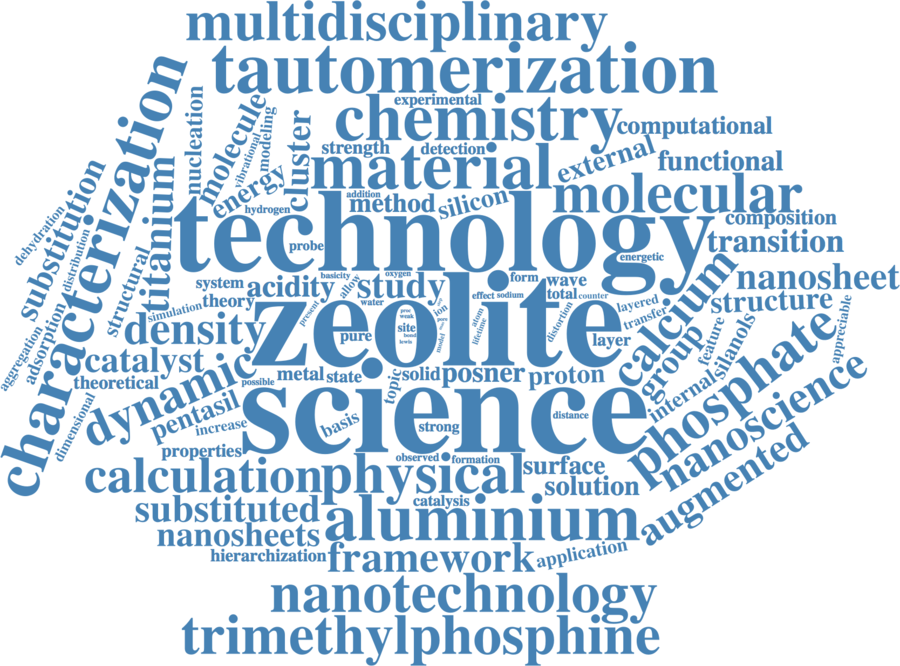 multidisciplinary
tautomerization
experimental
chemistry
computational
nucleation
molecule
vibrational
modeling
cluster
strength
detection
external
functional
material
energy
hydrogen
addition
method
silicon
molecular
composition
characterization
substitution
dehydration
distribution
titanium
structural
technology
probe
energetic
transition
nanosheet
system
acidity
basicity
oxygen
study
form
wave
theory
simulation
present
alloy
water
effect
sodium
total
counter
layered
transfer
calcium
structure
density
zeolite
pure
proc
weak
site
bound
lewis
ion
pure
model
atom
lifetime
distortion
layer
group
feature
silanols
appreciable
aggregation
adsorption
catalyst
theoretical
dynamic
possible
metal
state
topic
solid
posner
proton
internal
phosphate
dimensional
pentasil
increase
science
basis
strong
distance
nanoscience
properties
observed
formation
calculation
physical
catalysis
surface
solution
augmented
substituted
aluminium
nanosheets
hierarchization
framework
application
nanotechnology
trimethylphosphine